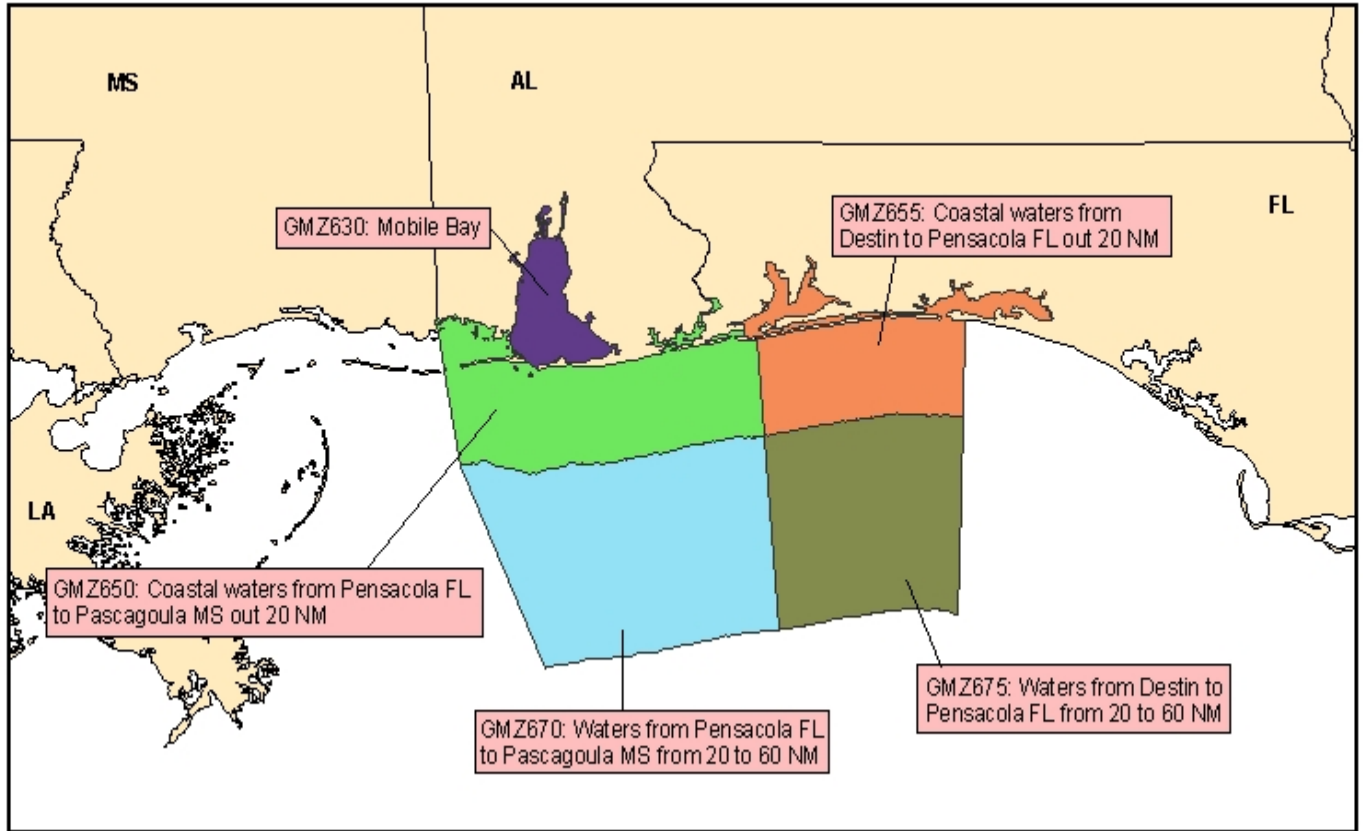 MS
AL
GMZ630: Mobile Bay
GMZ655: Coastal waters from
Destin to Pensacola FL out 20 NM
FL
LA
GMZ650: Coastal waters from Pensacola FL
to Pascagoula MS out 20 NM
GMZ670: Waters from Pensacola FL
to Pascagoula MS from 20 to 60 NM
GMZ675: Waters from Destin to
Pensacola FL from 20 to 60 NM